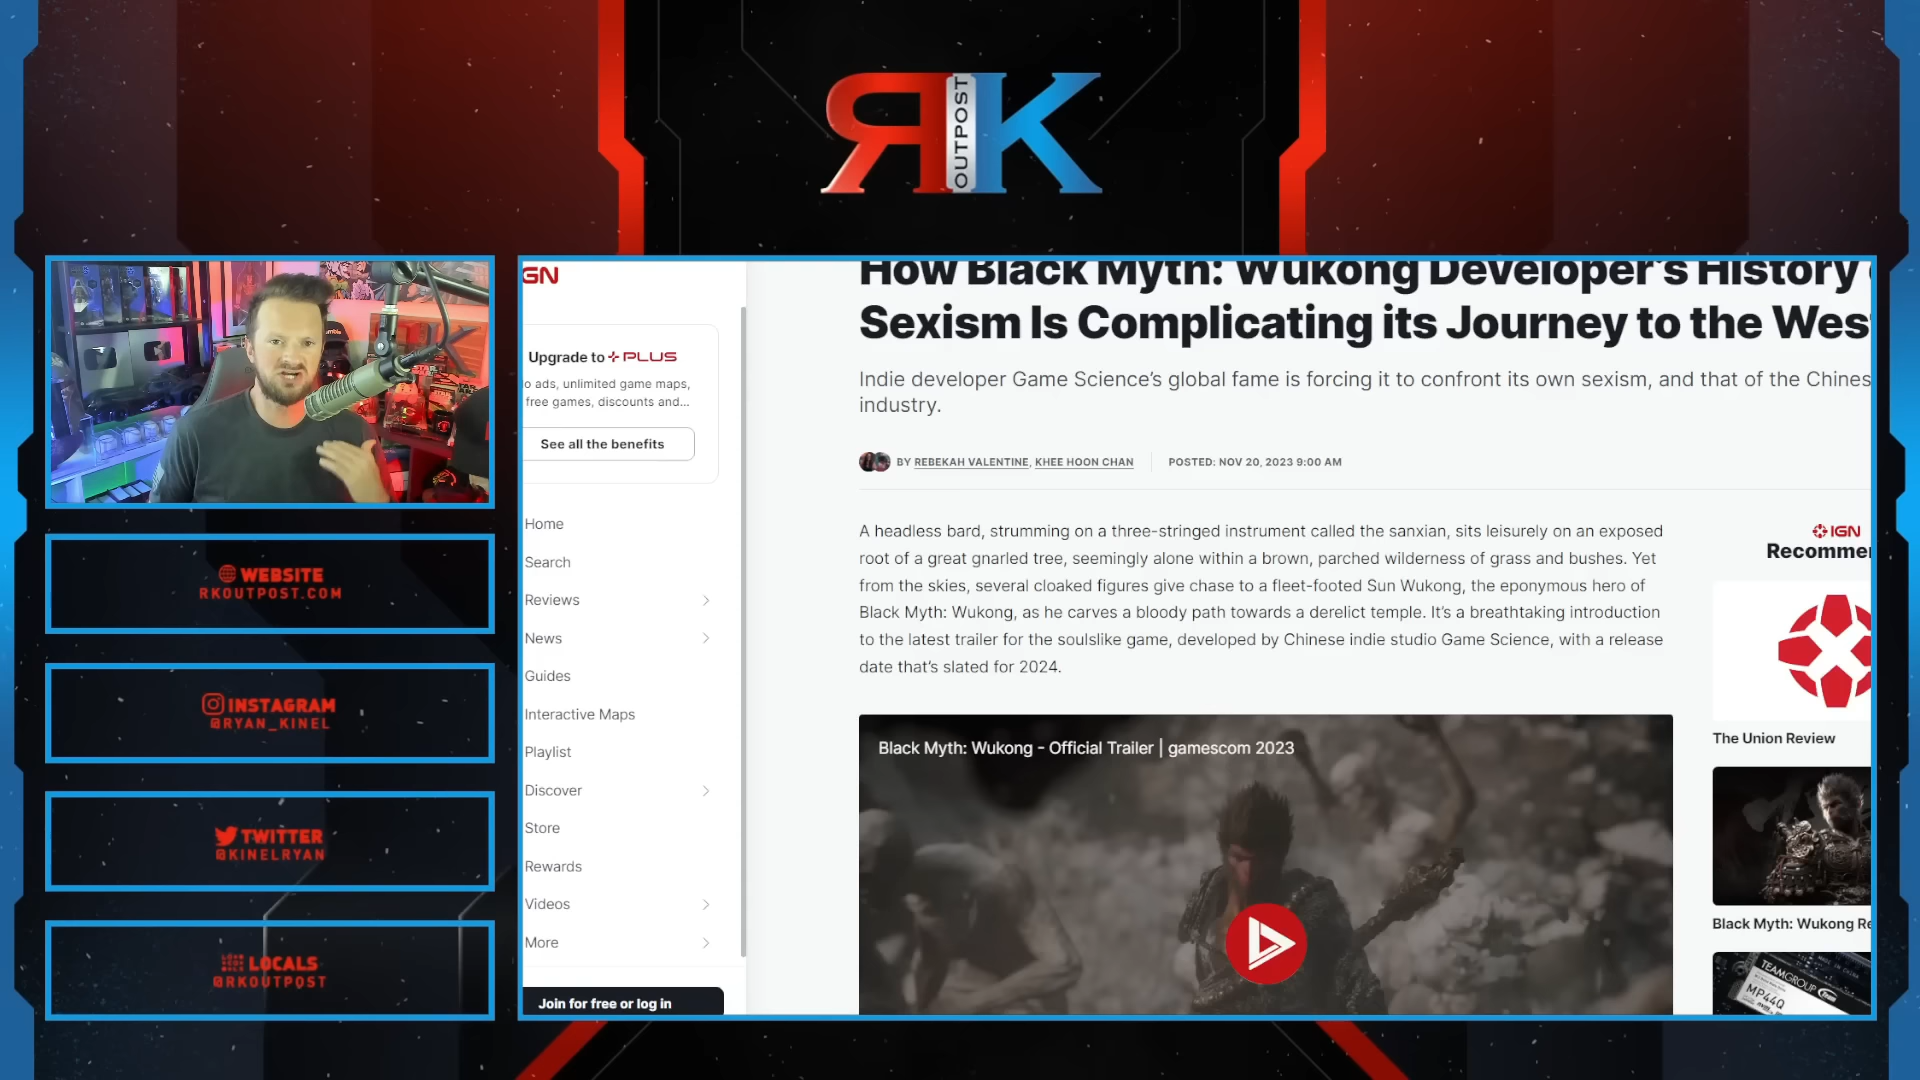 RK
OUTPOST
WEBSITE
RKOUTPOST.COM
INSTAGRAM
@RYAN_KINEL
TWITTER
@KINELRYAN
LOCALS
@RKOUTPOST
GN
Upgrade to PLUS
o ads, unlimited game maps,
free games, discounts and...
See all the benefits
Home
Search
Reviews
News
Guides
Interactive Maps
Playlist
Discover
Store
Rewards
Videos
More
Join for free or log in
How Black Myth: Wukong Developer's History
Sexism Is Complicating its Journey to the Wes
Indie developer Game Science's global fame is forcing it to confront its own sexism, and that of the Chines
industry.
BY REBEKAH VALENTINE, KHEE HOON CHAN
POSTED: NOV 20, 2023 9:00 AM
A headless bard, strumming on a three-stringed instrument called the sanxian, sits leisurely on an exposed
root of a great gnarled tree, seemingly alone within a brown, parched wilderness of grass and bushes. Yet
from the skies, several cloaked figures give chase to a fleet-footed Sun Wukong, the eponymous hero of
Black Myth: Wukong, as he carves a bloody path towards a derelict temple. It's a breathtaking introduction
to the latest trailer for the soulslike game, developed by Chinese indie studio Game Science, with a release
date that's slated for 2024.
Black Myth: Wukong - Official Trailer | gamescom 2023
IGN
Recommen
The Union Review
Black Myth: Wukong Re
TEAMGROUP
MP44Q